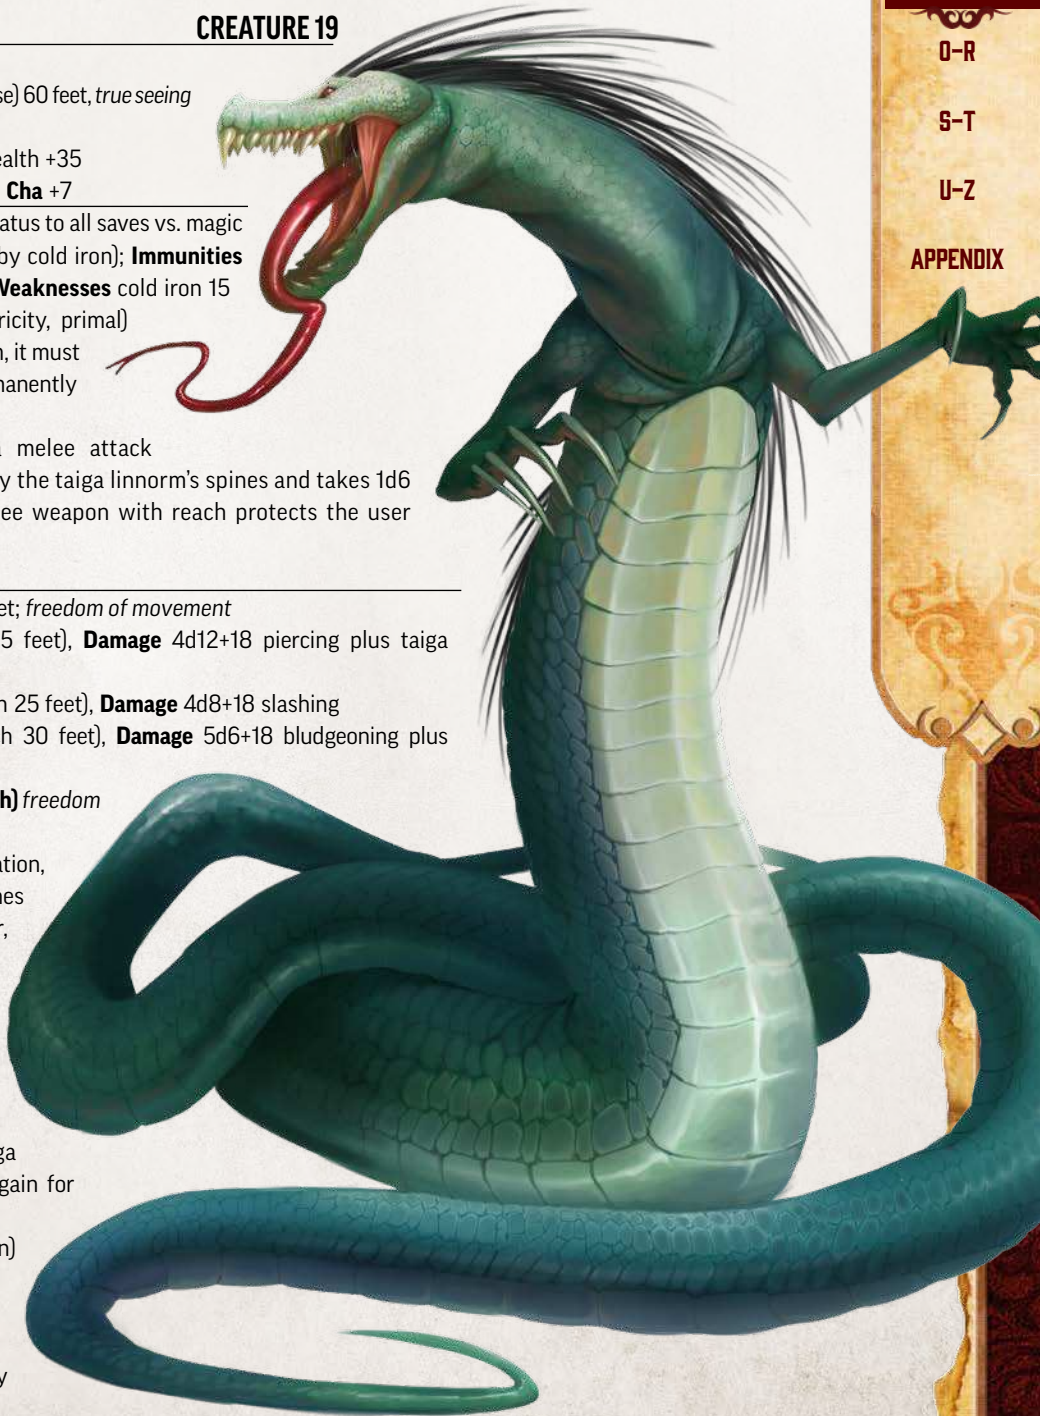 CREATURE 19
se) 60 feet, true seeing
ealth +35
Cha +7
atus to all saves vs. magic
by cold iron); Immunities
Weaknesses cold iron 15
ricity, primal)
n, it must
manently
melee attack
y the taiga linnorm's spines and takes 1d6
ee weapon with reach protects the user
et; freedom of movement
5 feet), Damage 4d12+18 piercing plus taiga
h 25 feet), Damage 4d8+18 slashing
h 30 feet), Damage 5d6+18 bludgeoning plus
h) freedom
ation,
nes
r,
ga
gain for
n)
y
O–R
S–T
U–Z
APPENDIX